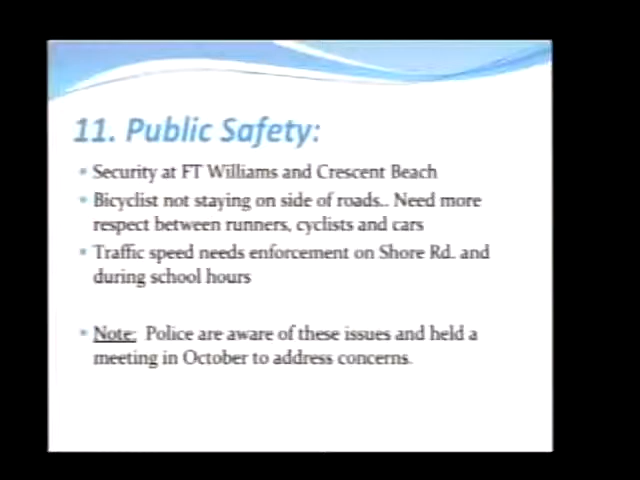 11. Public Safety:
Security at FT Williams and Crescent Beach
Bicyclist not staying on side of roads.. Need more
respect between runners, cyclists and cars
Traffic speed needs enforcement on Shore Rd. and
during school hours
Note: Police are aware of these issues and held a
meeting in October to address concerns.